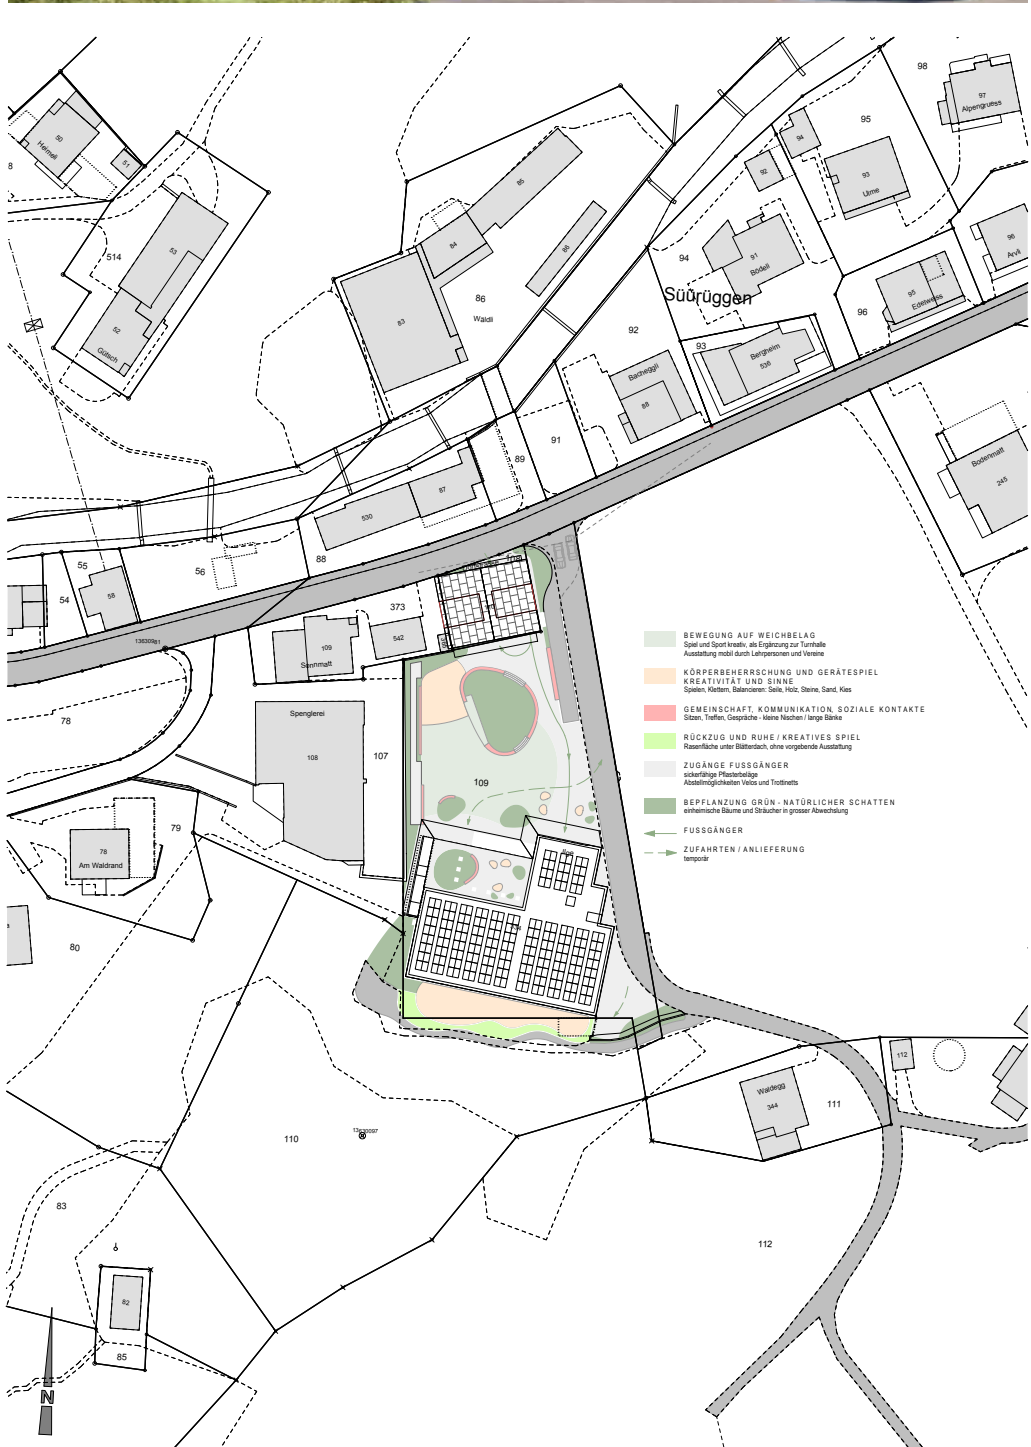 98
97
Alpengruess
95
94
50
Heimeli
51
8
93
Ulme
92
85
96
Arvli
84
53
514
86
91
Bödeli
94
95
Edelweiss
Süürüggen
86
Waldli
83
96
52
Gütsch
92
93
Bergheim
536
Bacheggli
88
91
Bodenmatt
245
89
87
530
88
56
55
54
58
108
373
542
109
Sennmatt
13630981
78
Spenglerei
108
107
109
BEWEGUNG AUF WEICHBELAG
Spiel und Sport kreativ, als Ergänzung zur Turnhalle
Ausstattung mobil durch Lehrpersonen und Vereine
KÖRPERBEHERRSCHUNG UND GERÄTESPIEL
KREATIVITÄT UND SINNE
Spielen, Klettern, Balancieren: Seile, Holz, Steine, Sand, Kies
GEMEINSCHAFT, KOMMUNIKATION, SOZIALE KONTAKTE
Sitzen, Treffen, Gespräche - kleine Nischen / lange Bänke
RÜCKZUG UND RUHE / KREATIVES SPIEL
Rasenfläche unter Blätterdach, ohne vorgebende Ausstattung
ZUGÄNGE FUSSGÄNGER
sickerfähige Pflasterbeläge
Abstellmöglichkeiten Velos und Trottinetts
BEPFLANZUNG GRÜN - NATÜRLICHER SCHATTEN
einheimische Bäume und Sträucher in grosser Abwechslung
FUSSGÄNGER
ZUFAHRTEN / ANLIEFERUNG
temporär
79
78
Am Waldrand
80
112
Waldegg
344
111
110
13630097
83
112
82
85
N